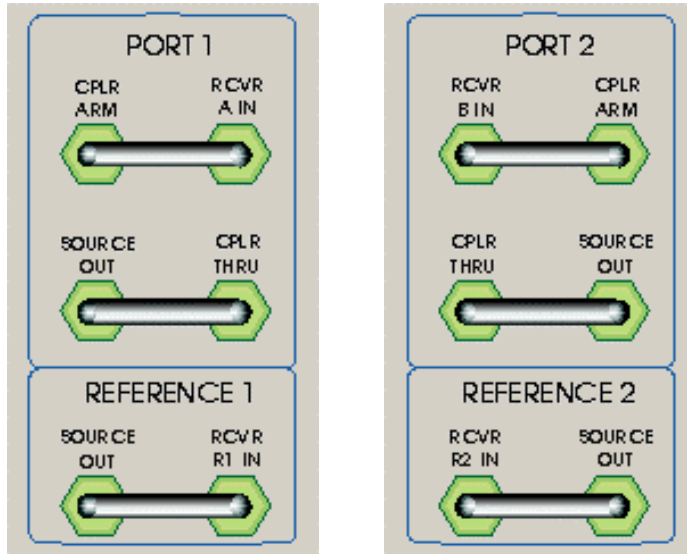 PORT 1
CPLR ARM
RCVR A IN
SOURCE OUT
CPLR THRU
REFERENCE 1
SOURCE OUT
RCVR R1 IN
PORT 2
RCVR B IN
CPLR ARM
CPLR THRU
SOURCE OUT
REFERENCE 2
RCVR R2 IN
SOURCE OUT